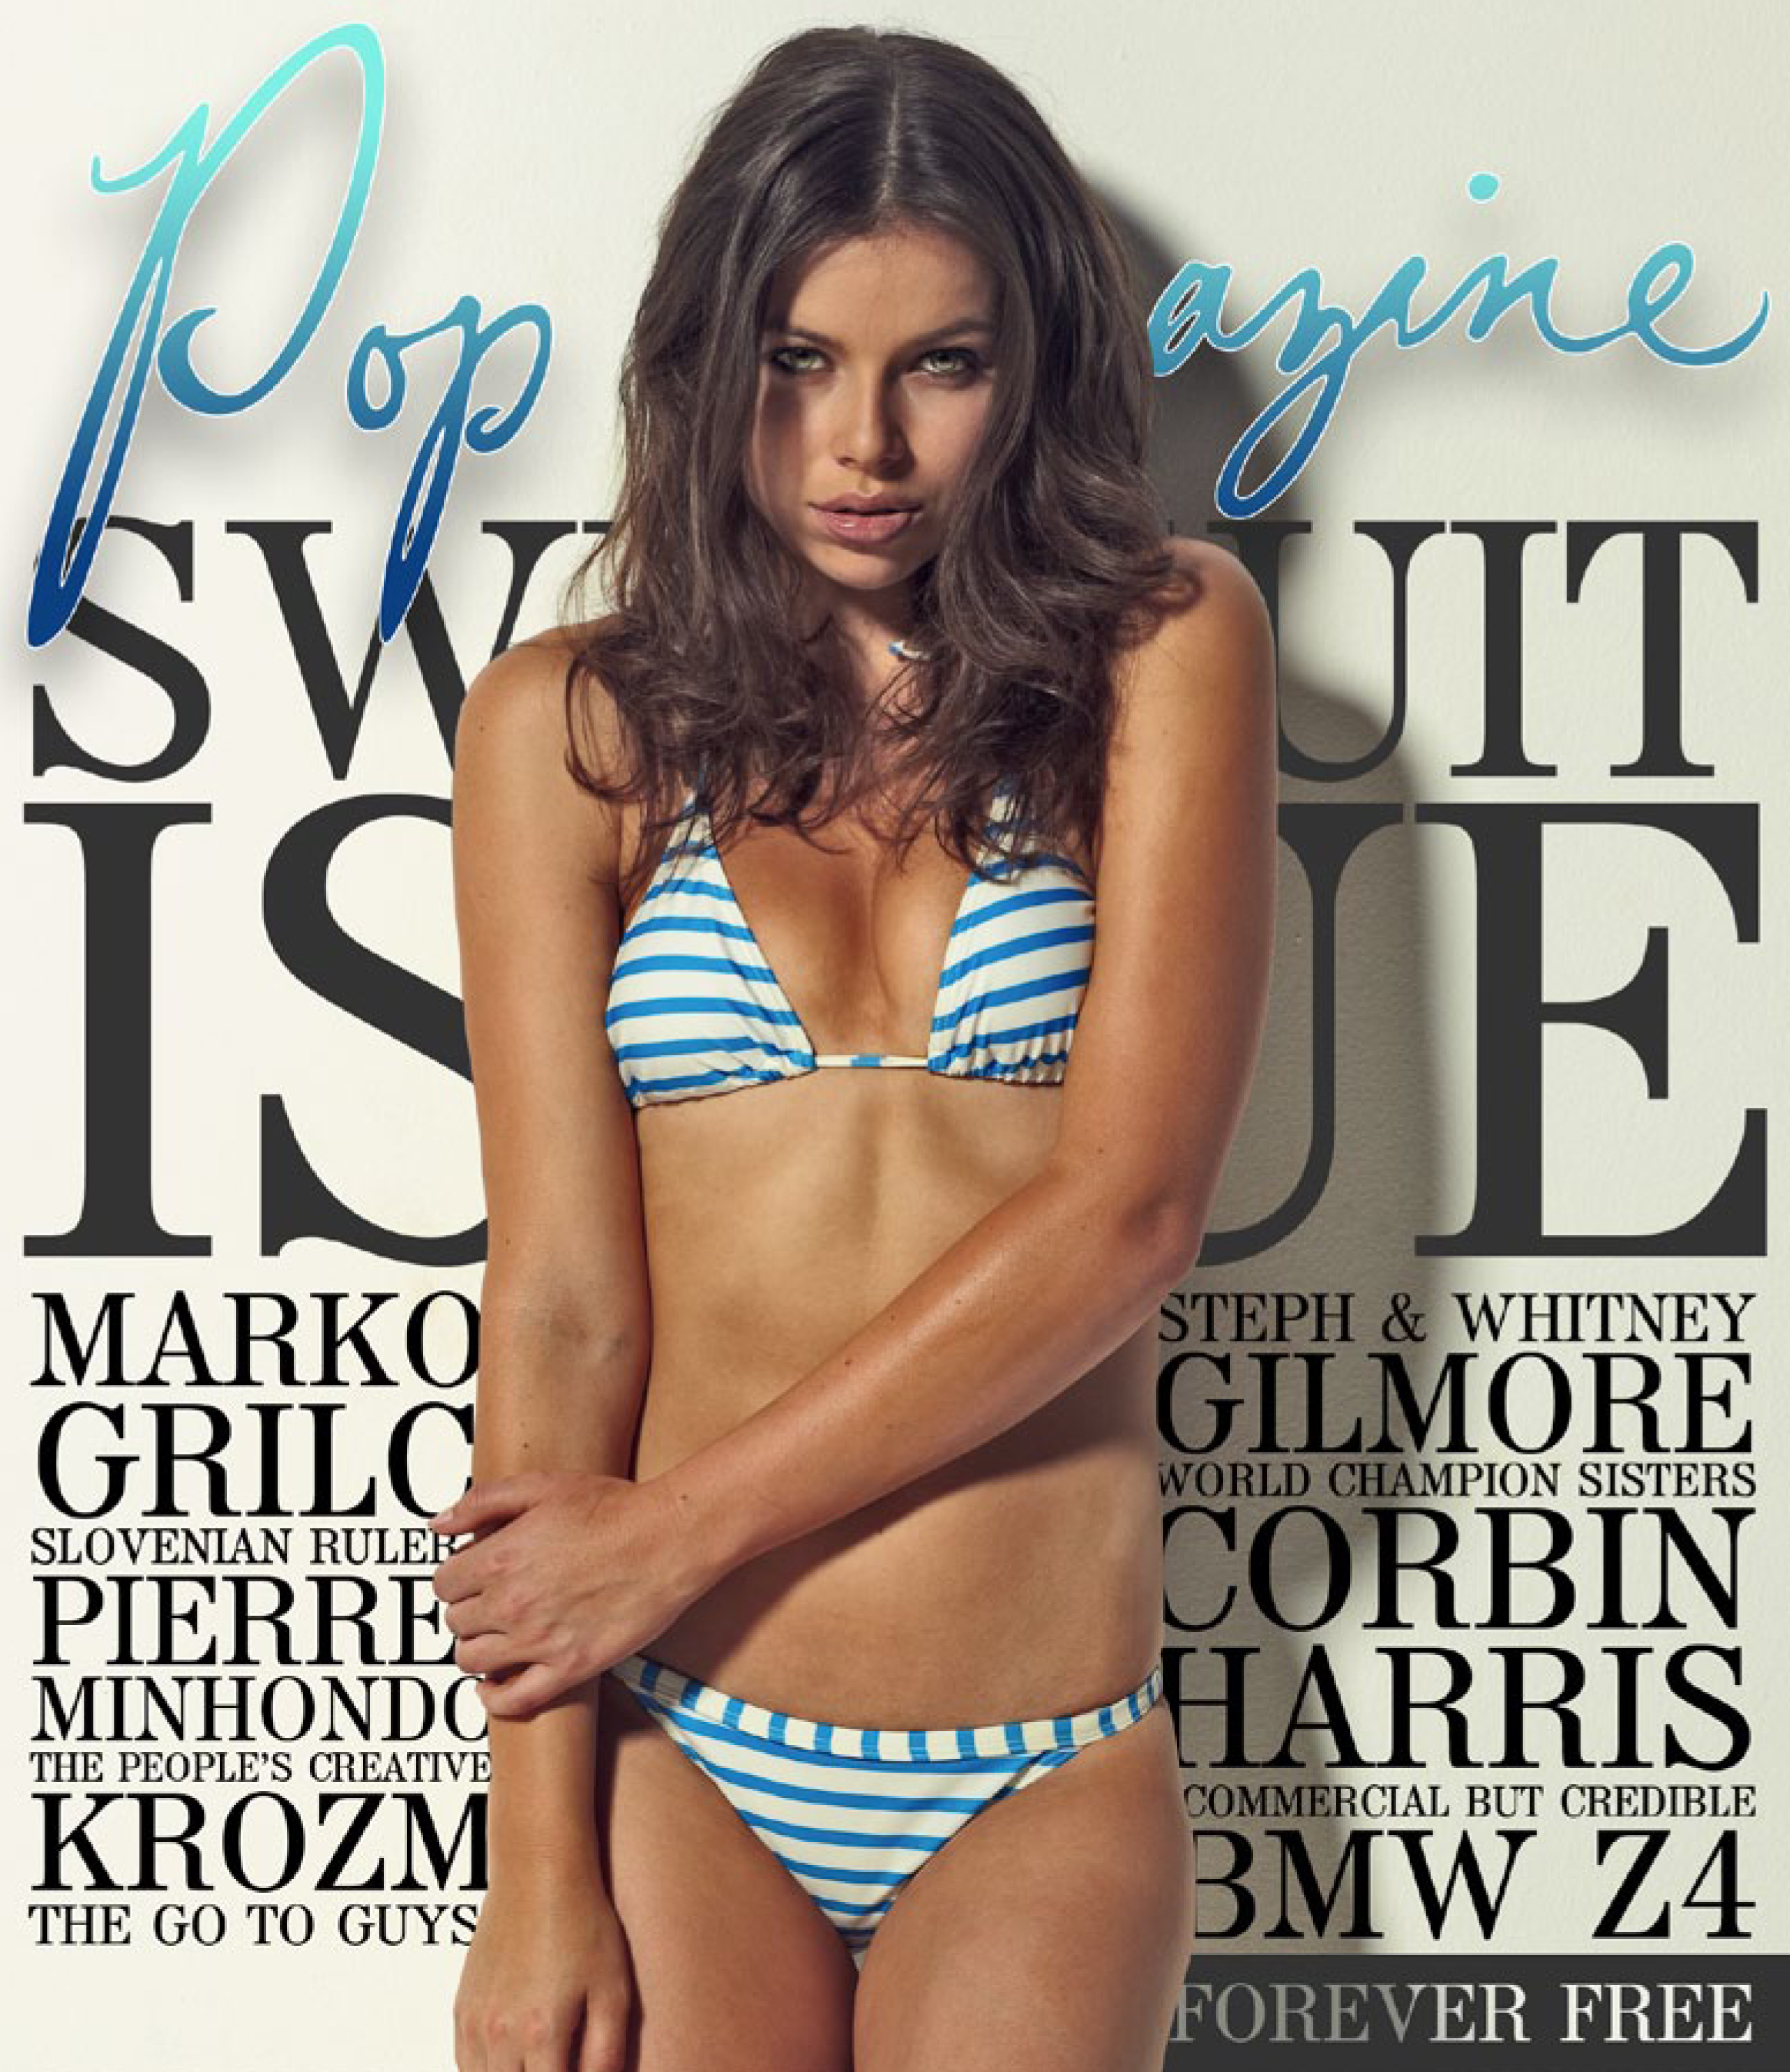 Pop azine
SW UIT
IS UE
MARKO
GRILC
SLOVENIAN RULER
PIERRE
MINHONDO
THE PEOPLE'S CREATIVE
KROZM
THE GO TO GUYS
STEPH & WHITNEY
GILMORE
WORLD CHAMPION SISTERS
CORBIN
HARRIS
COMMERCIAL BUT CREDIBLE
BMW Z4
FOREVER FREE